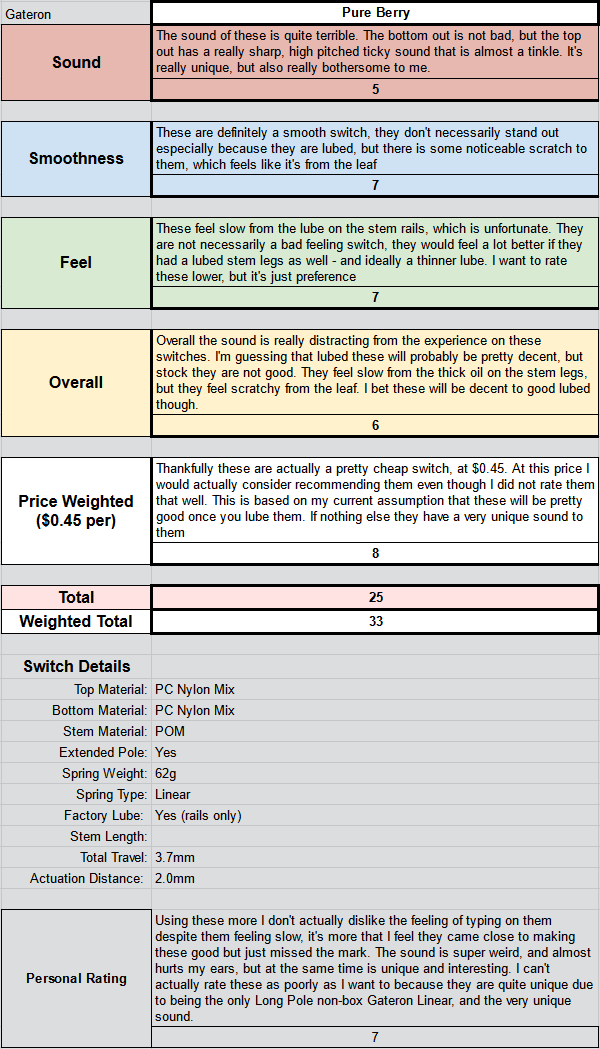 Gateron
Pure Berry
Sound
The sound of these is quite terrible. The bottom out is not bad, but the top
out has a really sharp, high pitched ticky sound that is almost a tinkle. It's
really unique, but also really bothersome to me.
5
Smoothness
These are definitely a smooth switch, they don't necessarily stand out
especially because they are lubed, but there is some noticeable scratch to
them, which feels like it's from the leaf
7
Feel
These feel slow from the lube on the stem rails, which is unfortunate. They
are not necessarily a bad feeling switch, they would feel a lot better if they
had a lubed stem legs as well - and ideally a thinner lube. I want to rate
these lower, but it's just preference
7
Overall
Overall the sound is really distracting from the experience on these
switches. I'm guessing that lubed these will probably be pretty decent, but
stock they are not good. They feel slow from the thick oil on the stem legs,
but they feel scratchy from the leaf. I bet these will be decent to good lubed
though.
6
Price Weighted
($0.45 per)
Thankfully these are actually a pretty cheap switch, at $0.45. At this price I
would actually consider recommending them even though I did not rate them
that well. This is based on my current assumption that these will be pretty
good once you lube them. If nothing else they have a very unique sound to
them
8
Total
25
Weighted Total
33
Switch Details
Top Material: PC Nylon Mix
Bottom Material: PC Nylon Mix
Stem Material: POM
Extended Pole: Yes
Spring Weight: 62g
Spring Type: Linear
Factory Lube: Yes (rails only)
Stem Length:
Total Travel: 3.7mm
Actuation Distance: 2.0mm
Personal Rating
Using these more I don't actually dislike the feeling of typing on them
despite them feeling slow, it's more that I feel they came close to making
these good but just missed the mark. The sound is super weird, and almost
hurts my ears, but at the same time is unique and interesting. I can't
actually rate these as poorly as I want to because they are quite unique due
to being the only Long Pole non-box Gateron Linear, and the very unique
sound.
7